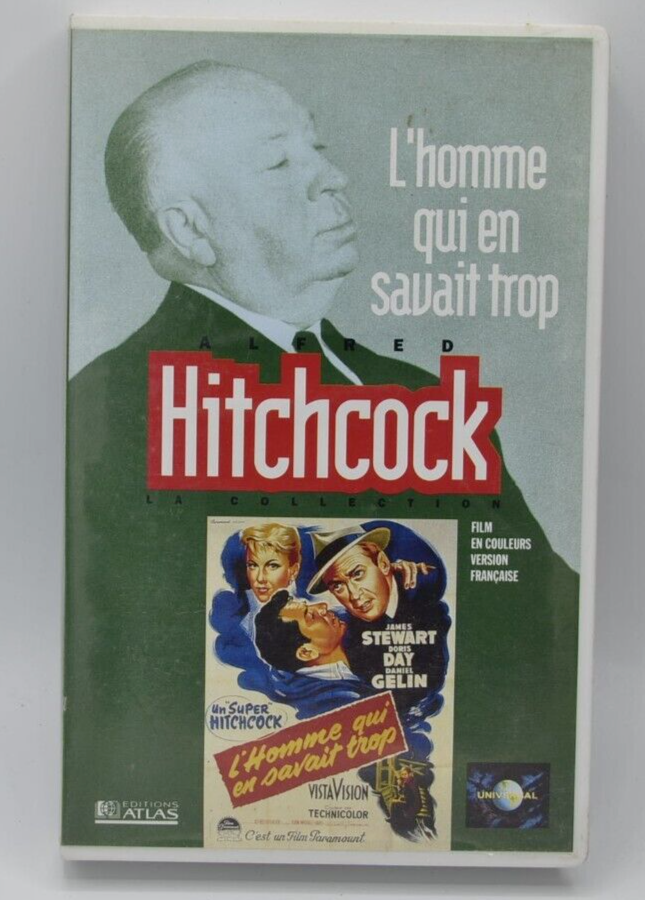 L'homme
qui en
savait trop
ALFRED
Hitchcock
LA COLLECTION
FILM
EN COULEURS
VERSION
FRANÇAISE
JAMES
STEWART
DORIS
DAY
DANIEL
GELIN
un "SUPER"
HITCHCOCK
L'Homme qui
en savait trop
VISTAVISION
TECHNICOLOR
C'est un Film Paramount
EDITIONS
ATLAS
UNIVERSAL